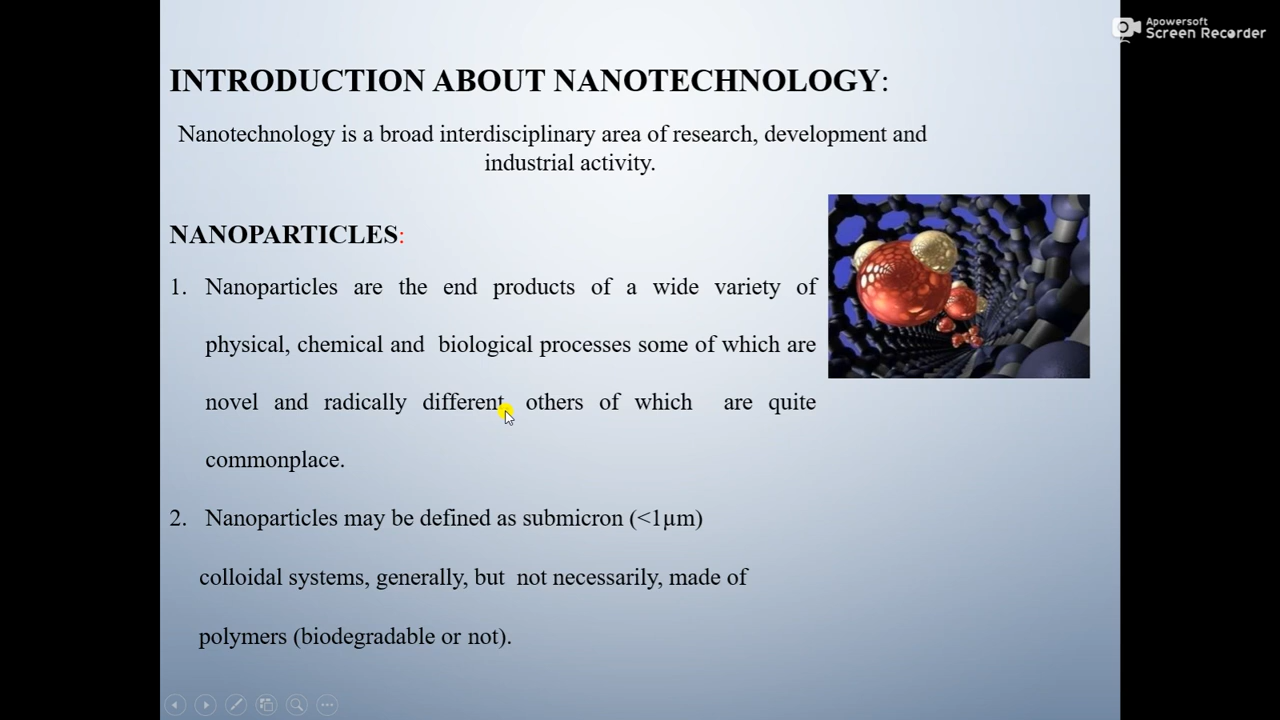 Apowersoft
Screen Recorder
INTRODUCTION ABOUT NANOTECHNOLOGY:
Nanotechnology is a broad interdisciplinary area of research, development and
industrial activity.
NANOPARTICLES:
1. Nanoparticles are the end products of a wide variety of
physical, chemical and biological processes some of which are
novel and radically different, others of which are quite
commonplace.
2. Nanoparticles may be defined as submicron (<1µm)
colloidal systems, generally, but not necessarily, made of
polymers (biodegradable or not).